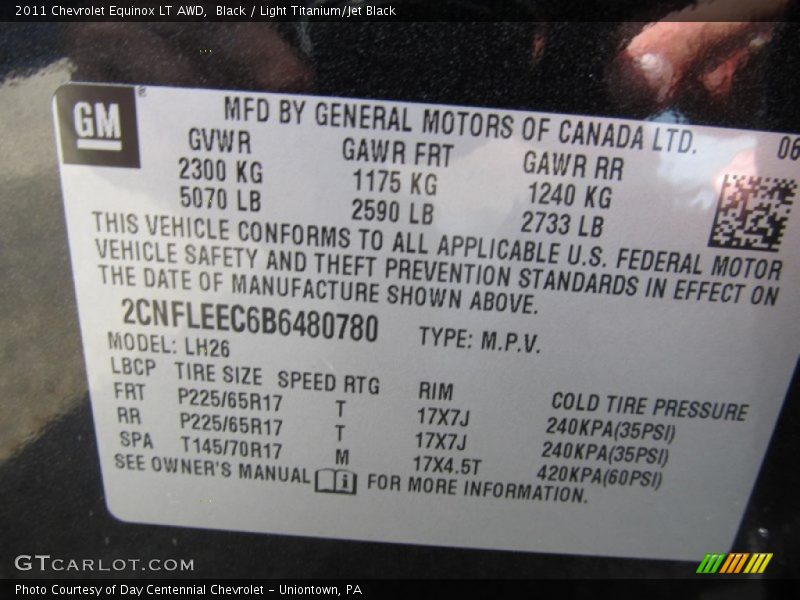 2011 Chevrolet Equinox LT AWD,  Black / Light Titanium/Jet Black
GM®
MFD BY GENERAL MOTORS OF CANADA LTD. 06
GVWR GAWR FRT GAWR RR
2300 KG 1175 KG 1240 KG
5070 LB 2590 LB 2733 LB
THIS VEHICLE CONFORMS TO ALL APPLICABLE U.S. FEDERAL MOTOR
VEHICLE SAFETY AND THEFT PREVENTION STANDARDS IN EFFECT ON
THE DATE OF MANUFACTURE SHOWN ABOVE.
2CNFLEEC6B6480780 TYPE: M.P.V.
MODEL: LH26
LBCP TIRE SIZE SPEED RTG RIM COLD TIRE PRESSURE
FRT P225/65R17 T 17X7J 240KPA(35PSI)
RR P225/65R17 T 17X7J 240KPA(35PSI)
SPA T145/70R17 M 17X4.5T 420KPA(60PSI)
SEE OWNER'S MANUAL i FOR MORE INFORMATION.
GTCARLOT.COM
Photo Courtesy of Day Centennial Chevrolet - Uniontown, PA